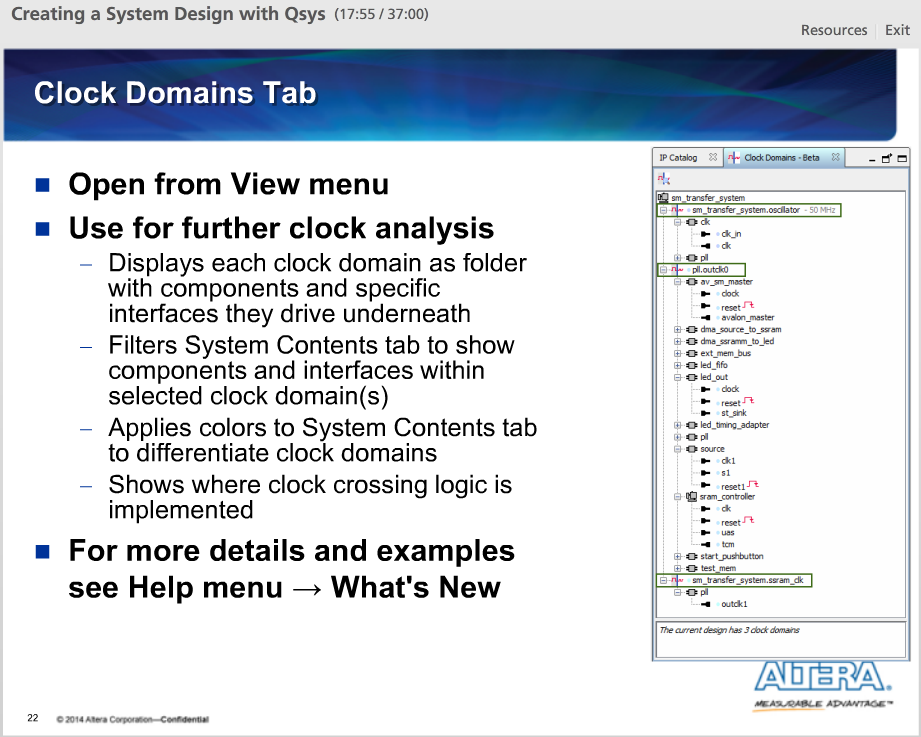 Creating a System Design with Qsys (17:55 / 37:00)
Resources Exit
Clock Domains Tab
Open from View menu
Use for further clock analysis
– Displays each clock domain as folder
with components and specific
interfaces they drive underneath
– Filters System Contents tab to show
components and interfaces within
selected clock domain(s)
– Applies colors to System Contents tab
to differentiate clock domains
– Shows where clock crossing logic is
implemented
For more details and examples
see Help menu → What's New
IP Catalog Clock Domains - Beta
sm_transfer_system
sm_transfer_system.oscillator - 50 MHz
clk
clk_in
clk
pll
pll.outclk0
av_sm_master
clock
reset
avalon_master
dma_source_to_ssram
dma_ssramm_to_led
ext_mem_bus
led_fifo
led_out
clock
reset
st_sink
led_timing_adapter
pll
source
clk1
s1
reset1
sram_controller
clk
reset
uas
tcm
start_pushbutton
test_mem
sm_transfer_system.ssram_clk
pll
outclk1
The current design has 3 clock domains
ALTERA
MEASURABLE ADVANTAGE™
22 © 2014 Altera Corporation—Confidential